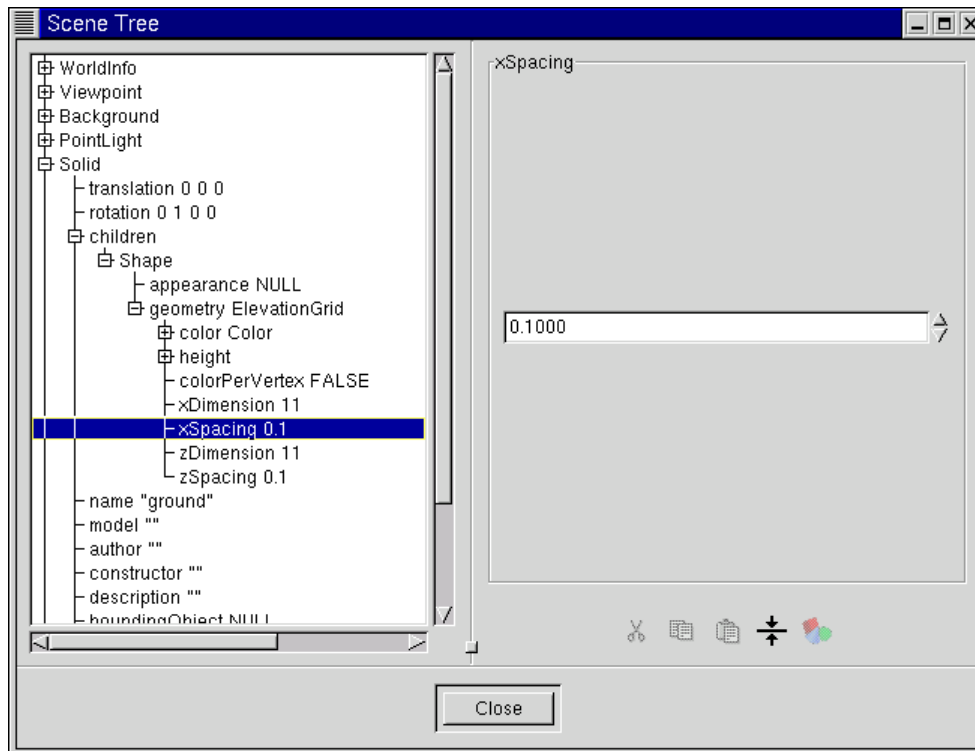 Scene Tree
WorldInfo
Viewpoint
Background
PointLight
Solid
translation 0 0 0
rotation 0 1 0 0
children
Shape
appearance NULL
geometry ElevationGrid
color Color
height
colorPerVertex FALSE
xDimension 11
xSpacing 0.1
zDimension 11
zSpacing 0.1
name "ground"
model ""
author ""
constructor ""
description ""
boundingObject NULL
xSpacing
0.1000
Close